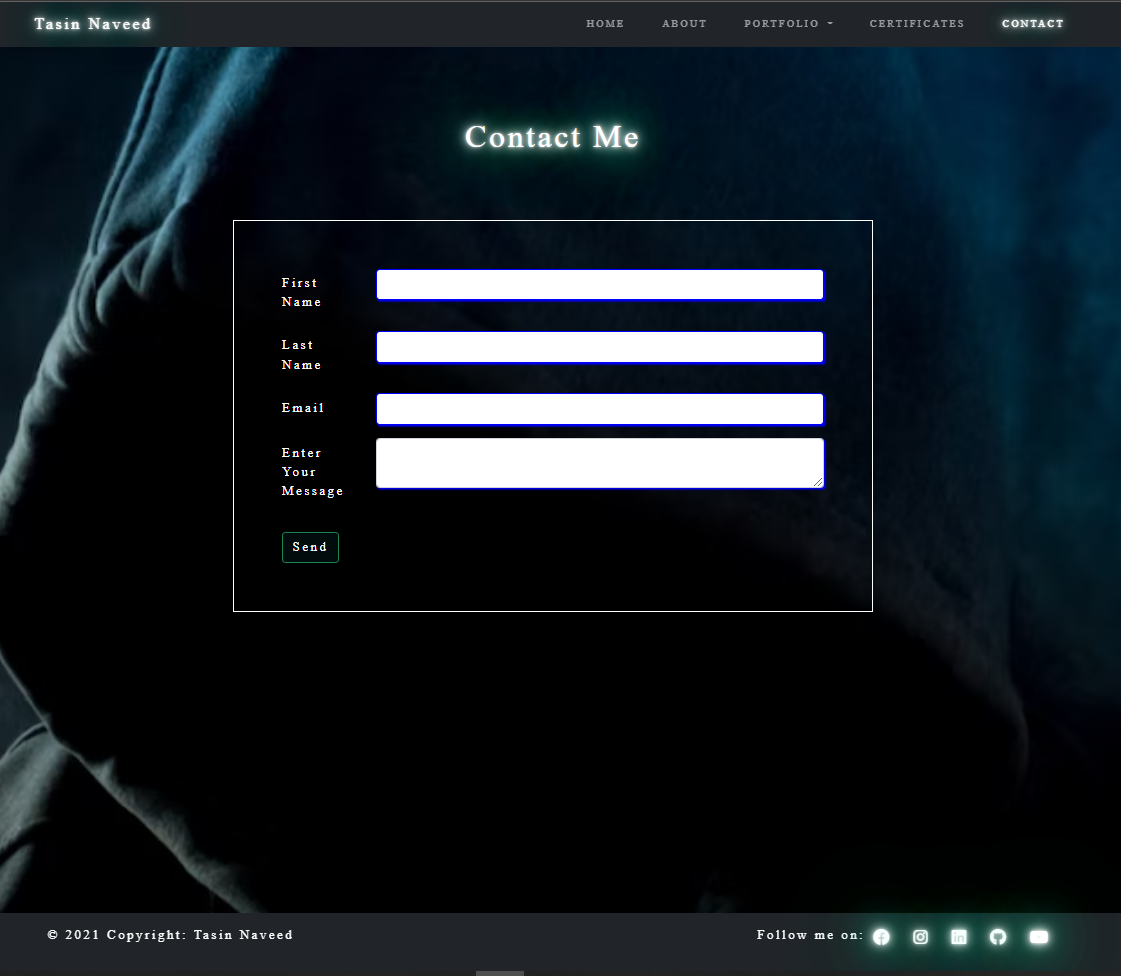 Tasin Naveed
HOME ABOUT PORTFOLIO CERTIFICATES CONTACT
Contact Me
First
Name
Last
Name
Email
Enter
Your
Message
Send
© 2021 Copyright: Tasin Naveed
Follow me on: